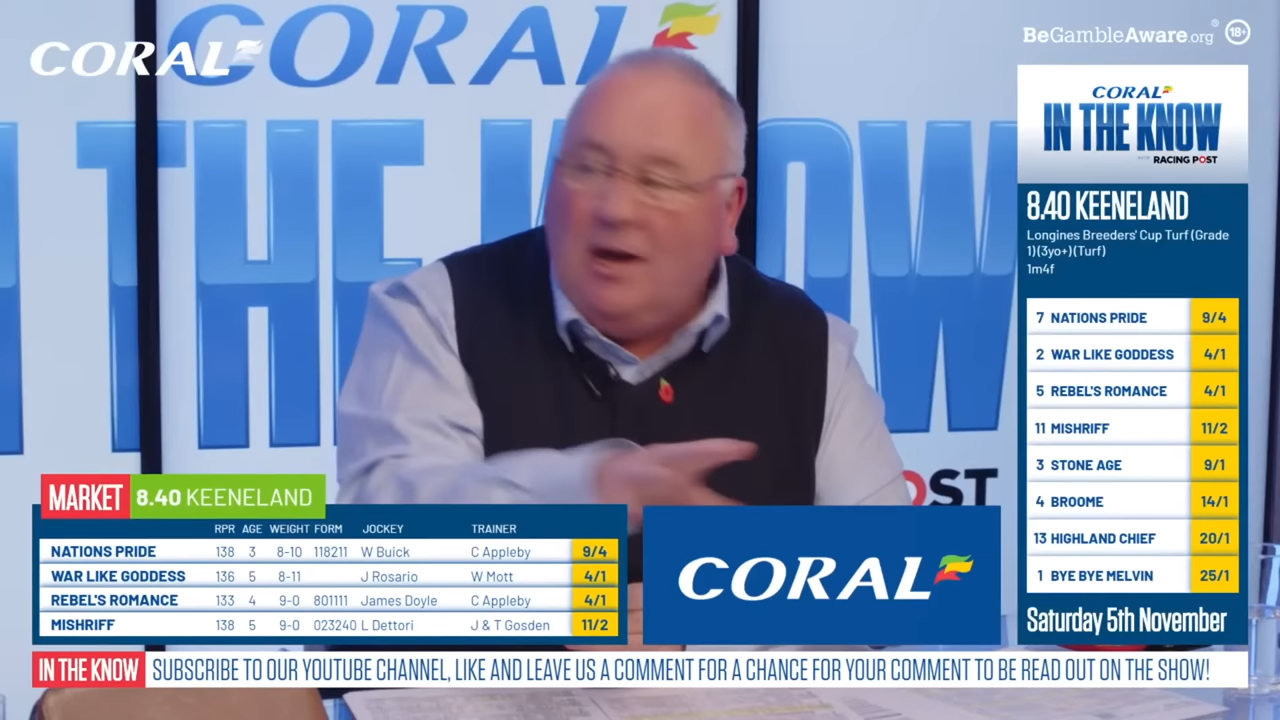 CORAL
CORAL
THE KNOW
BeGambleAware.org® 18+
CORAL
IN THE KNOW
WITH RACING POST
8.40 KEENELAND
Longines Breeders' Cup Turf (Grade
1)(3yo+)(Turf)
1m4f
7 NATIONS PRIDE 9/4
2 WAR LIKE GODDESS 4/1
5 REBEL'S ROMANCE 4/1
11 MISHRIFF 11/2
3 STONE AGE 9/1
4 BROOME 14/1
13 HIGHLAND CHIEF 20/1
1 BYE BYE MELVIN 25/1
Saturday 5th November
OST
MARKET 8.40 KEENELAND
RPR AGE WEIGHT FORM JOCKEY TRAINER
NATIONS PRIDE 138 3 8-10 118211 W Buick C Appleby 9/4
WAR LIKE GODDESS 136 5 8-11 J Rosario W Mott 4/1
REBEL'S ROMANCE 133 4 9-0 801111 James Doyle C Appleby 4/1
MISHRIFF 138 5 9-0 023240 L Dettori J & T Gosden 11/2
CORAL
IN THE KNOW SUBSCRIBE TO OUR YOUTUBE CHANNEL, LIKE AND LEAVE US A COMMENT FOR A CHANCE FOR YOUR COMMENT TO BE READ OUT ON THE SHOW!